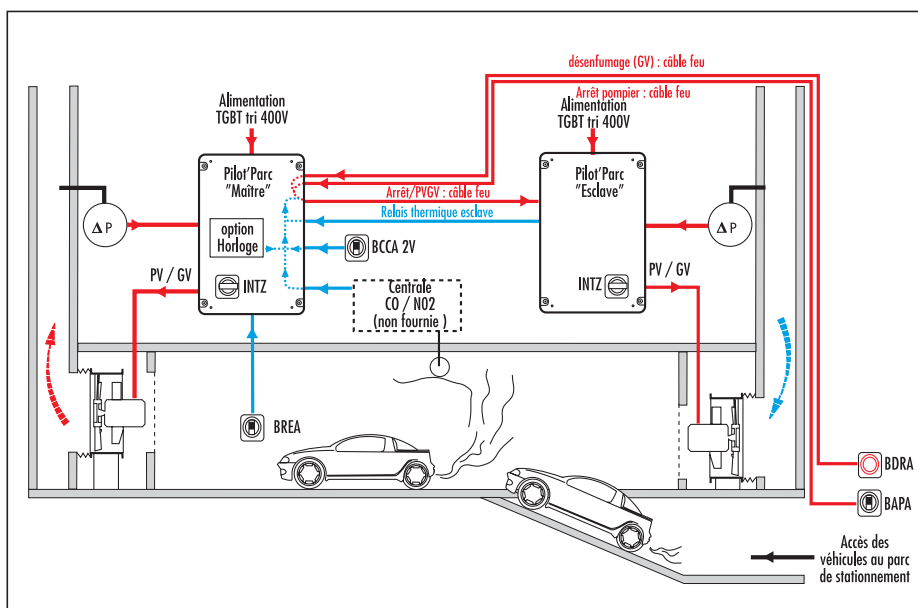 désenfumage (GV) : câble feu
Arrêt pompier : câble feu
Alimentation
TGBT tri 400V
Alimentation
TGBT tri 400V
Pilot'Parc
"Maître"
Pilot'Parc
"Esclave"
Arrêt/PVGV : câble feu
Relais thermique esclave
Δ P
Δ P
option
Horloge
BCCA 2V
PV / GV
INTZ
Centrale
CO / NO2
(non fournie )
PV / GV
INTZ
BREA
BDRA
BAPA
Accès des
véhicules au parc
de stationnement